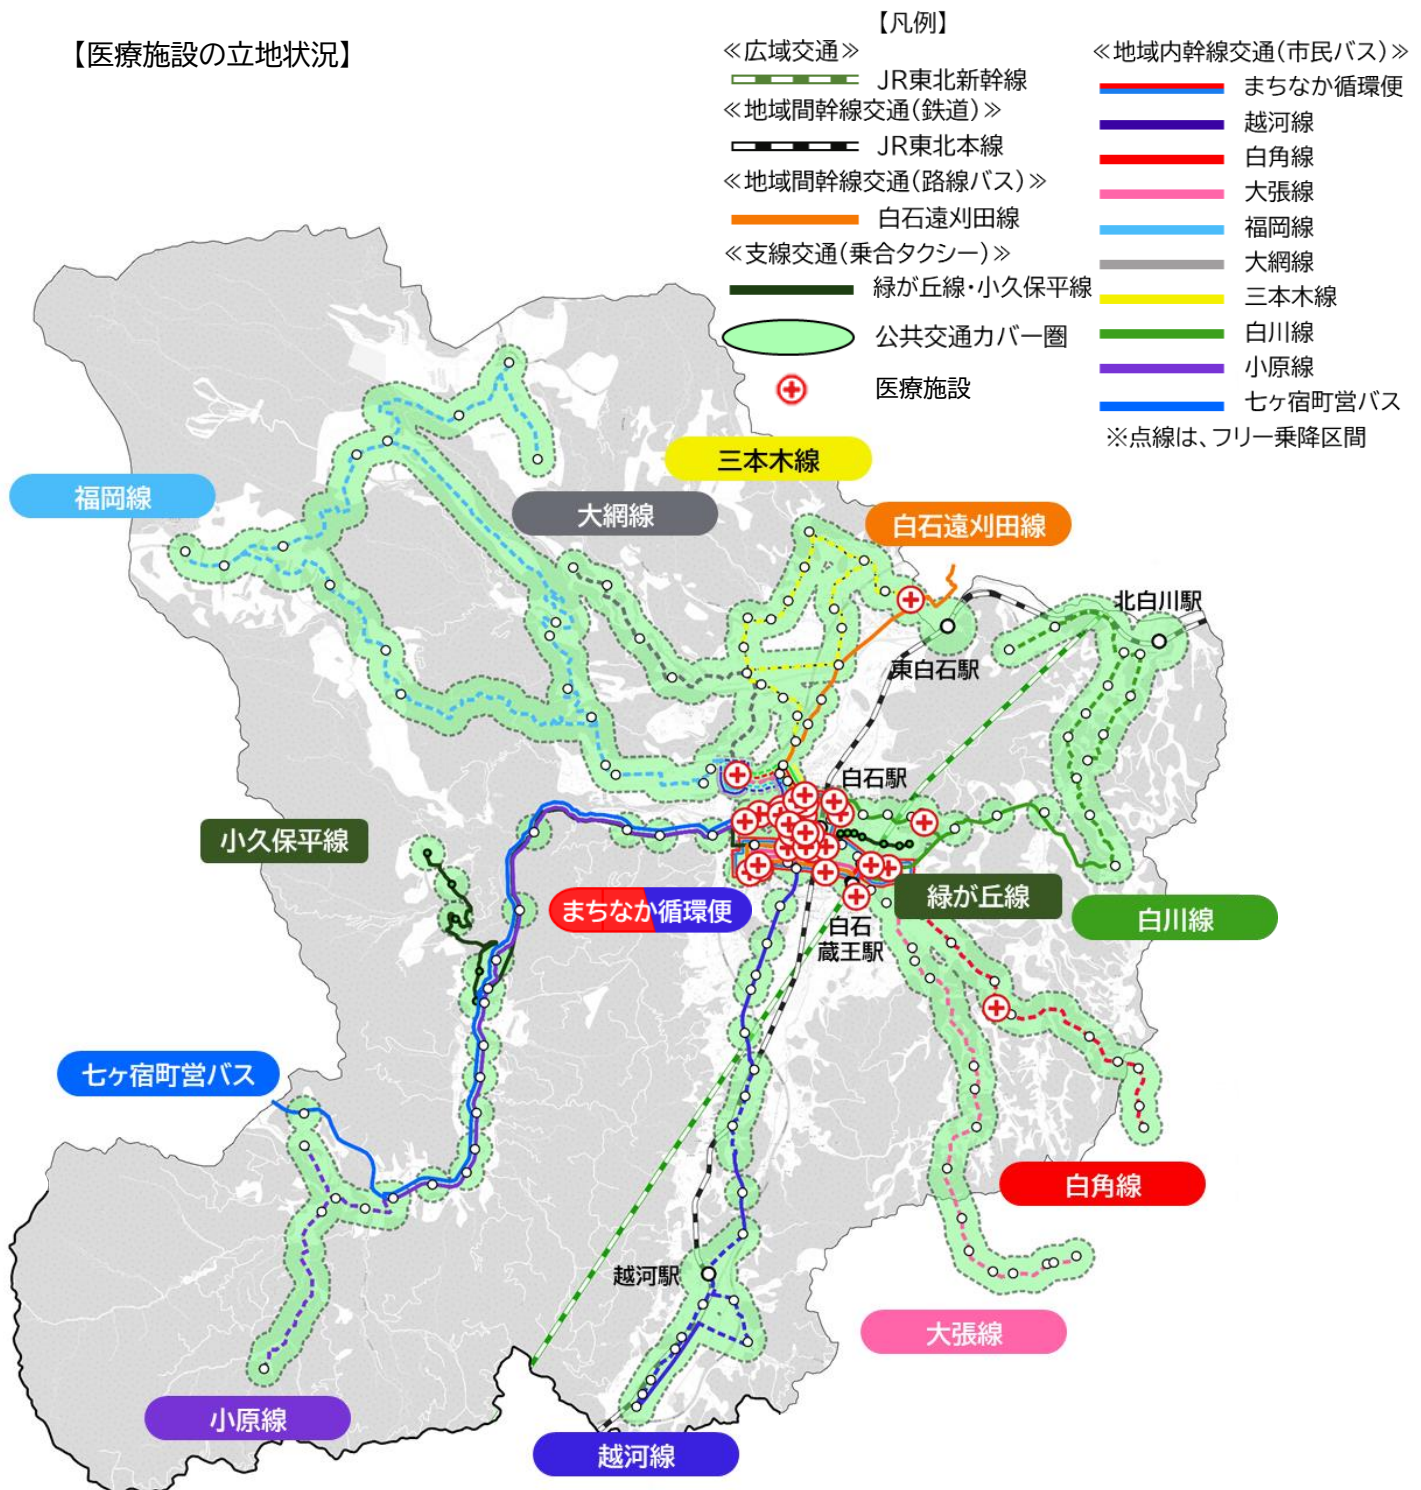 【医療施設の立地状況】
【凡例】
≪広域交通≫
JR東北新幹線
≪地域間幹線交通(鉄道)≫
JR東北本線
≪地域間幹線交通(路線バス)≫
白石遠刈田線
≪支線交通(乗合タクシー)≫
緑が丘線・小久保平線
公共交通カバー圏
医療施設
≪地域内幹線交通(市民バス)≫
まちなか循環便
越河線
白角線
大張線
福岡線
大網線
三本木線
白川線
小原線
七ヶ宿町営バス
※点線は、フリー乗降区間
三本木線
福岡線
大網線
白石遠刈田線
北白川駅
東白石駅
白石駅
小久保平線
まちなか循環便
緑が丘線
白川線
白石
蔵王駅
七ヶ宿町営バス
白角線
越河駅
大張線
小原線
越河線